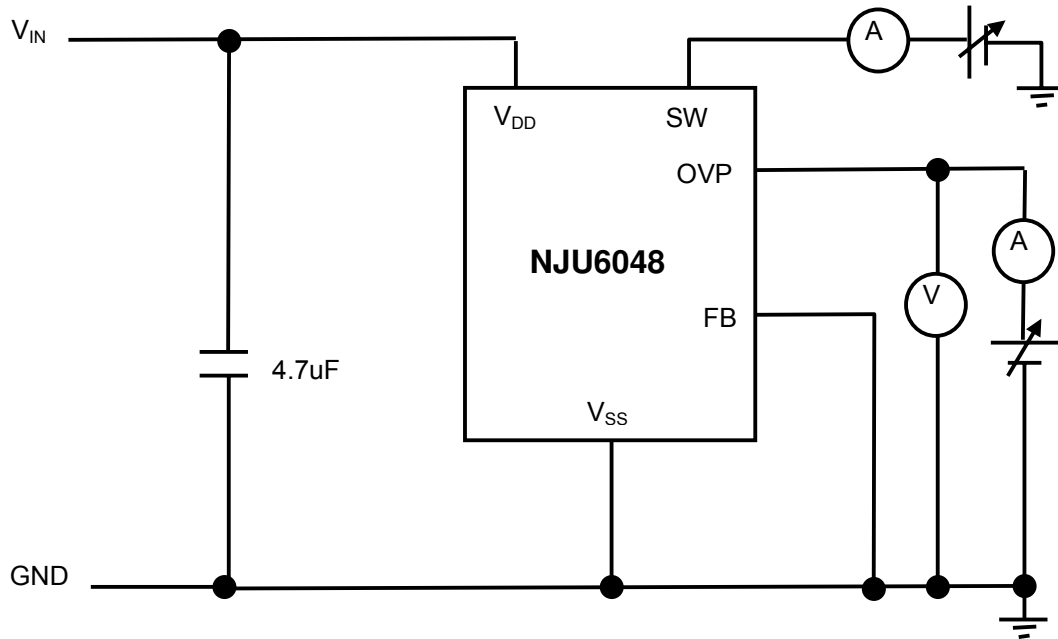 VIN
A
VDD
SW
OVP
A
NJU6048
V
FB
4.7uF
VSS
GND